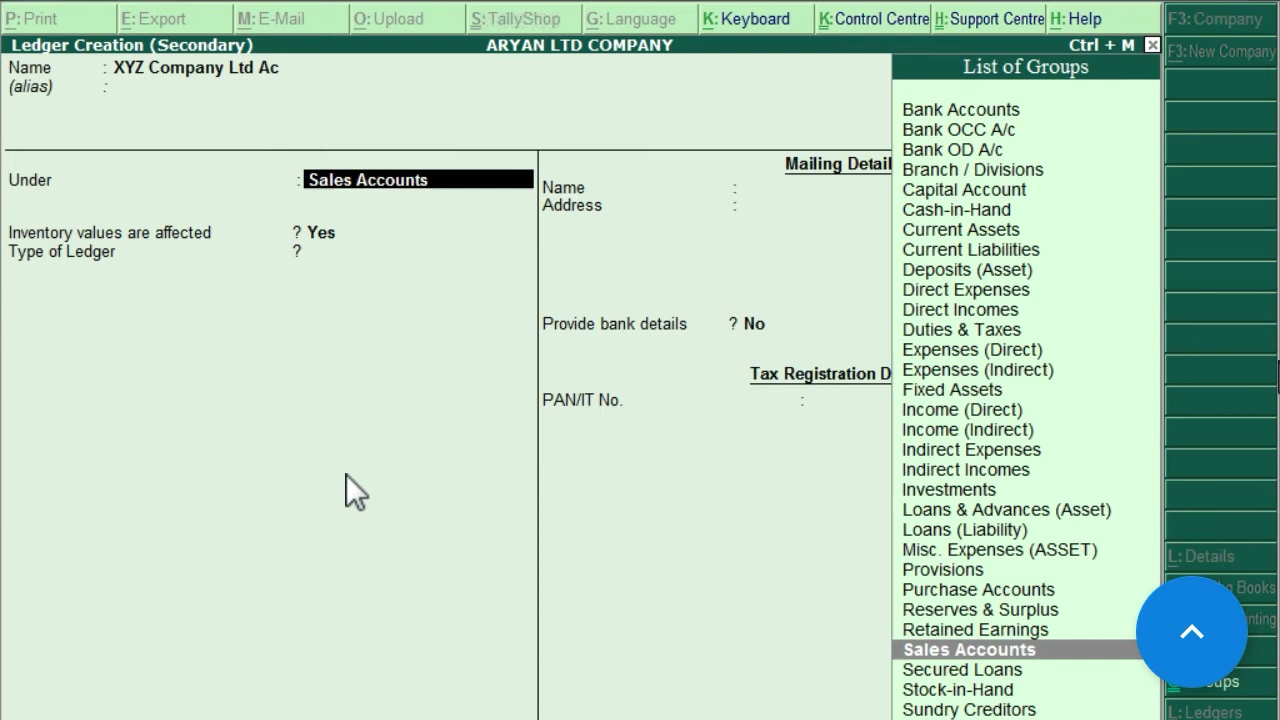 P:Print E:Export M:E-Mail O:Upload S:TallyShop G:Language K:Keyboard K:Control Centre H:Support Centre H:Help F3:Company
Ledger Creation (Secondary) ARYAN LTD COMPANY Ctrl + M
F3:New Company
Name : XYZ Company Ltd Ac
(alias) :
Under : Sales Accounts
Inventory values are affected ? Yes
Type of Ledger ?
Mailing Detail
Name :
Address :
Provide bank details ? No
Tax Registration D
PAN/IT No. :
List of Groups
Bank Accounts
Bank OCC A/c
Bank OD A/c
Branch / Divisions
Capital Account
Cash-in-Hand
Current Assets
Current Liabilities
Deposits (Asset)
Direct Expenses
Direct Incomes
Duties & Taxes
Expenses (Direct)
Expenses (Indirect)
Fixed Assets
Income (Direct)
Income (Indirect)
Indirect Expenses
Indirect Incomes
Investments
Loans & Advances (Asset)
Loans (Liability)
Misc. Expenses (ASSET)
Provisions
Purchase Accounts
Reserves & Surplus
Retained Earnings
Sales Accounts
Secured Loans
Stock-in-Hand
Sundry Creditors
L:Details
Books
L:Ledgers